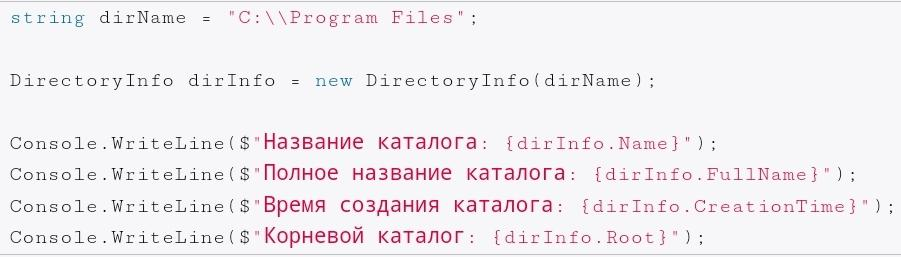 string dirName = "C:\\Program Files";
DirectoryInfo dirInfo = new DirectoryInfo(dirName);
Console.WriteLine($"Название каталога: {dirInfo.Name}");
Console.WriteLine($"Полное название каталога: {dirInfo.FullName}");
Console.WriteLine($"Время создания каталога: {dirInfo.CreationTime}");
Console.WriteLine($"Корневой каталог: {dirInfo.Root}");